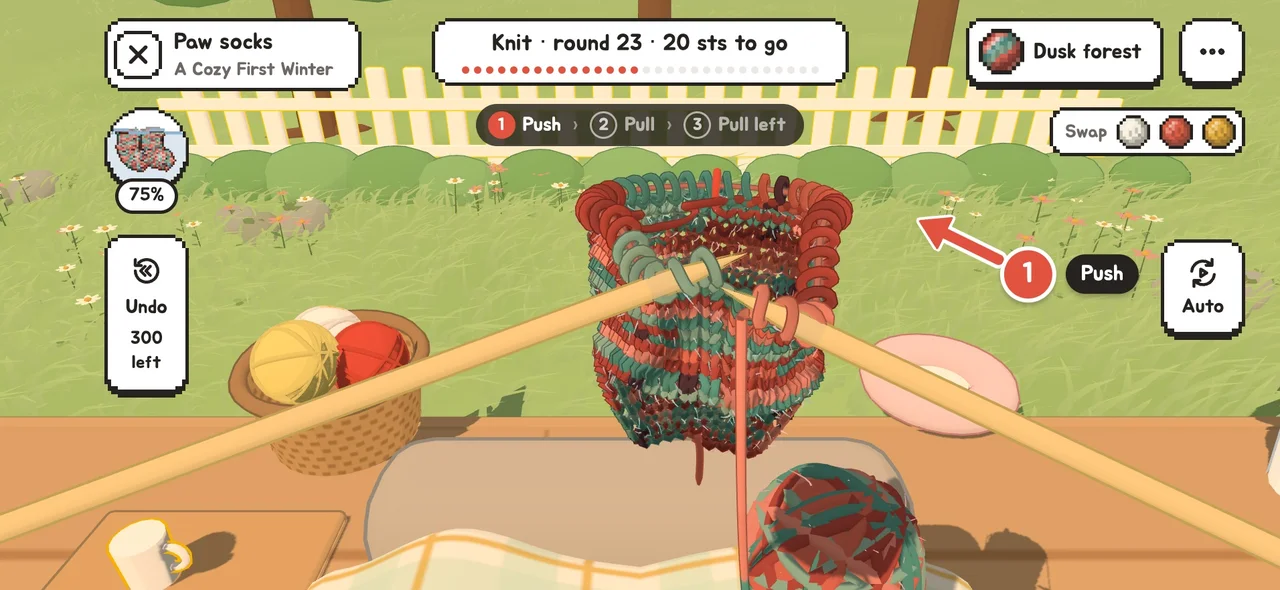 Paw socks
A Cozy First Winter
Knit · round 23 · 20 sts to go
Dusk forest
1 Push › 2 Pull › 3 Pull left
Swap
75%
Undo
300
left
1 Push
Auto